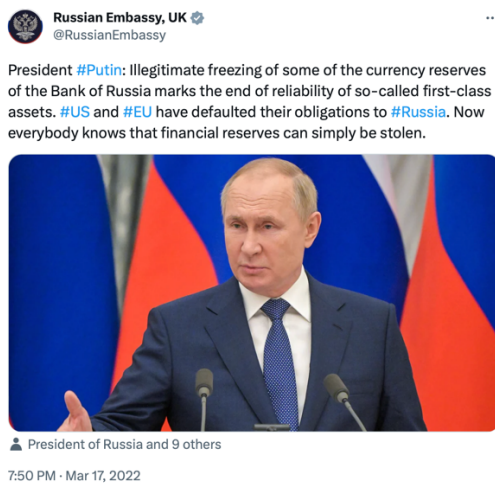 Russian Embassy, UK
@RussianEmbassy
President #Putin: Illegitimate freezing of some of the currency reserves
of the Bank of Russia marks the end of reliability of so-called first-class
assets. #US and #EU have defaulted their obligations to #Russia. Now
everybody knows that financial reserves can simply be stolen.
President of Russia and 9 others
7:50 PM · Mar 17, 2022